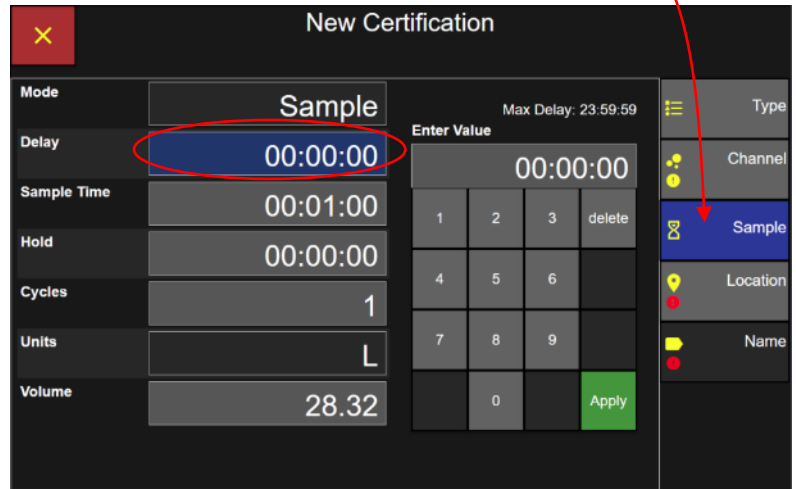 New Certification
Mode
Sample
Delay
00:00:00
Sample Time
00:01:00
Hold
00:00:00
Cycles
1
Units
L
Volume
28.32
Max Delay: 23:59:59
Enter Value
00:00:00
1 2 3 delete
4 5 6
7 8 9
0 Apply
Type
Channel
Sample
Location
Name